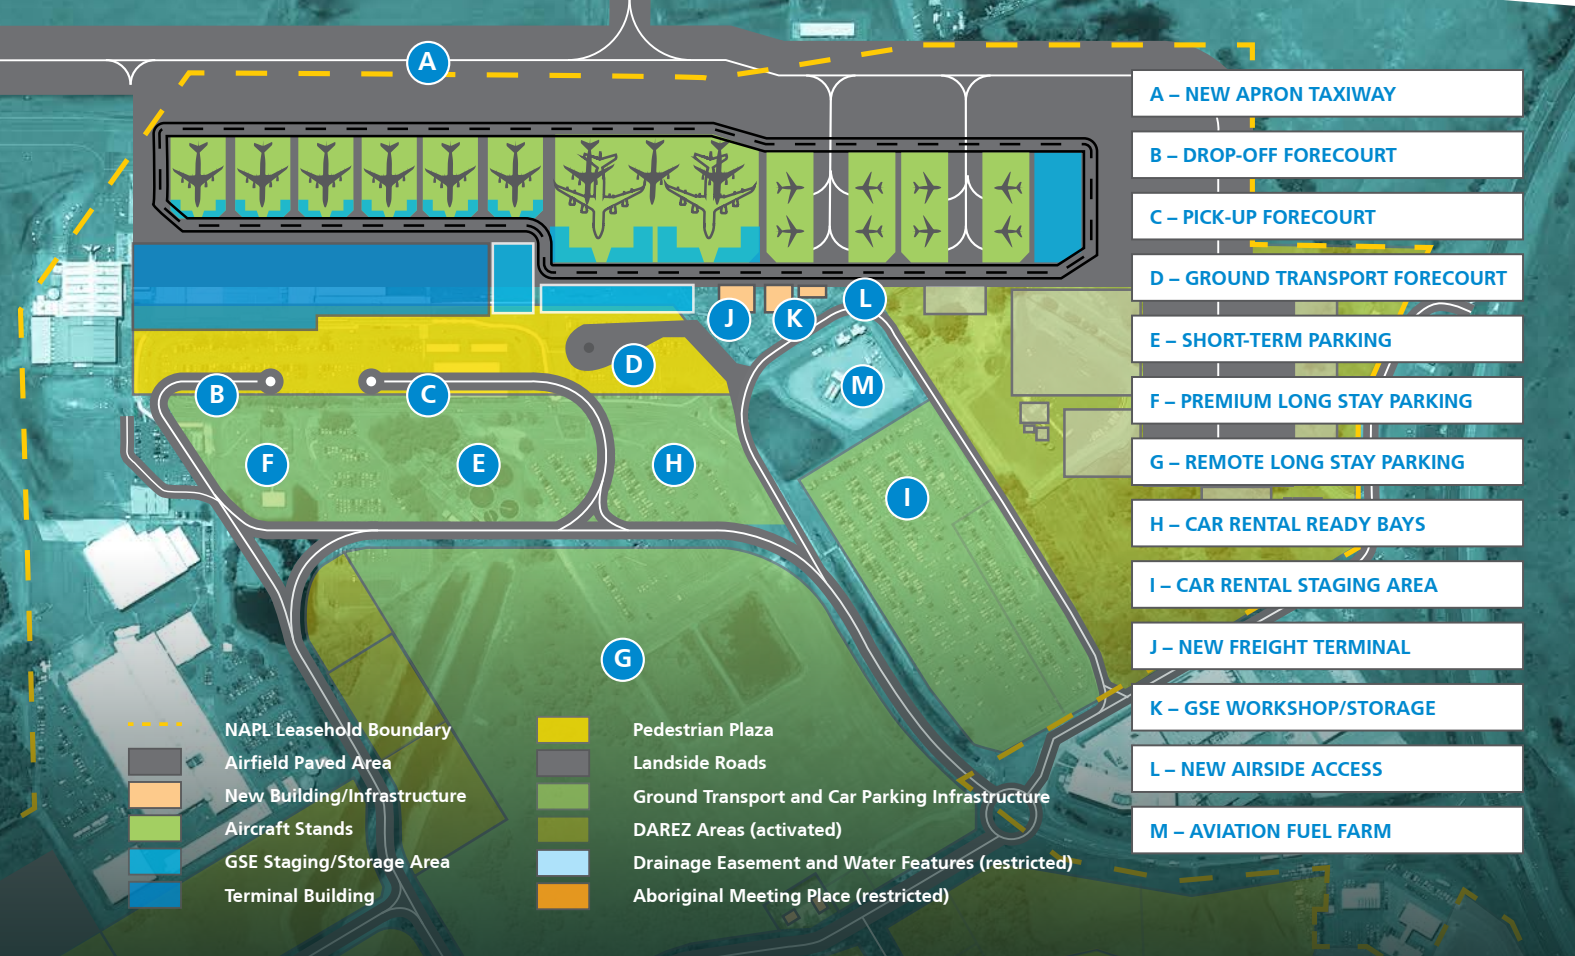 A
A – NEW APRON TAXIWAY
B – DROP-OFF FORECOURT
C – PICK-UP FORECOURT
D – GROUND TRANSPORT FORECOURT
E – SHORT-TERM PARKING
F – PREMIUM LONG STAY PARKING
G – REMOTE LONG STAY PARKING
H – CAR RENTAL READY BAYS
I – CAR RENTAL STAGING AREA
J – NEW FREIGHT TERMINAL
K – GSE WORKSHOP/STORAGE
L – NEW AIRSIDE ACCESS
M – AVIATION FUEL FARM
L
J
K
D
M
B
C
F
E
H
I
G
NAPL Leasehold Boundary
Airfield Paved Area
New Building/Infrastructure
Aircraft Stands
GSE Staging/Storage Area
Terminal Building
Pedestrian Plaza
Landside Roads
Ground Transport and Car Parking Infrastructure
DAREZ Areas (activated)
Drainage Easement and Water Features (restricted)
Aboriginal Meeting Place (restricted)